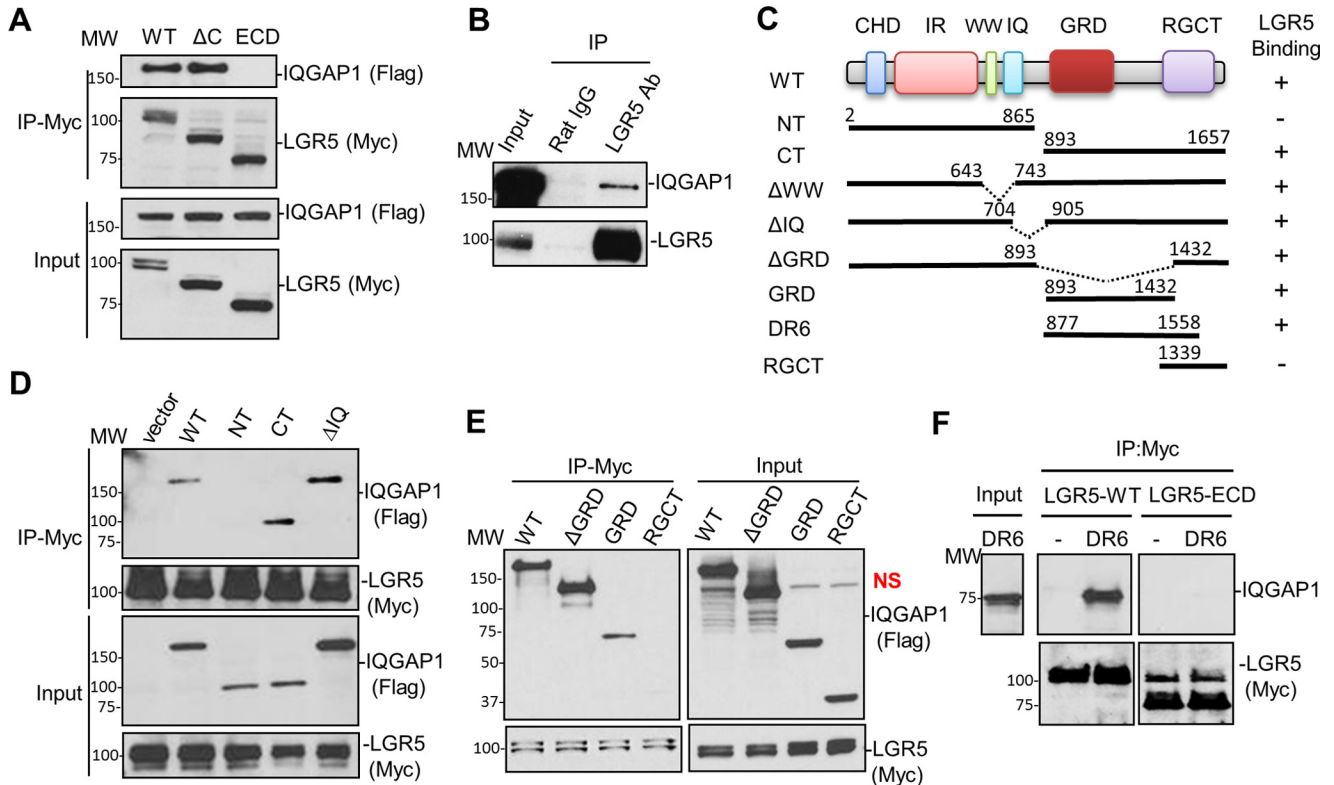 A
MW WT ΔC ECD
150-
-IQGAP1 (Flag)
IP-Myc
100-
75-
-LGR5 (Myc)
-IQGAP1 (Flag)
Input
100-
75-
-LGR5 (Myc)
B
IP
MW Input Rat IgG LGR5 Ab
150-
-IQGAP1
100-
-LGR5
C
CHD IR WW IQ GRD RGCT LGR5 Binding
WT +
NT 2 865 -
CT 893 1657 +
ΔWW 643 743 +
ΔIQ 704 905 +
ΔGRD 893 1432 +
GRD 893 1432 +
DR6 877 1558 +
RGCT 1339 -
D
MW vector WT NT CT ΔIQ
IP-Myc
150-
100-
75-
-IQGAP1 (Flag)
100-
-LGR5 (Myc)
Input
150-
100-
75-
-IQGAP1 (Flag)
100-
-LGR5 (Myc)
E
IP-Myc Input
MW WT ΔGRD GRD RGCT WT ΔGRD GRD RGCT
150-
100-
75-
50-
37-
NS
-IQGAP1 (Flag)
100-
-LGR5 (Myc)
F
IP:Myc
Input LGR5-WT LGR5-ECD
MW DR6 - DR6 - DR6
75-
-IQGAP1
100-
75-
-LGR5 (Myc)